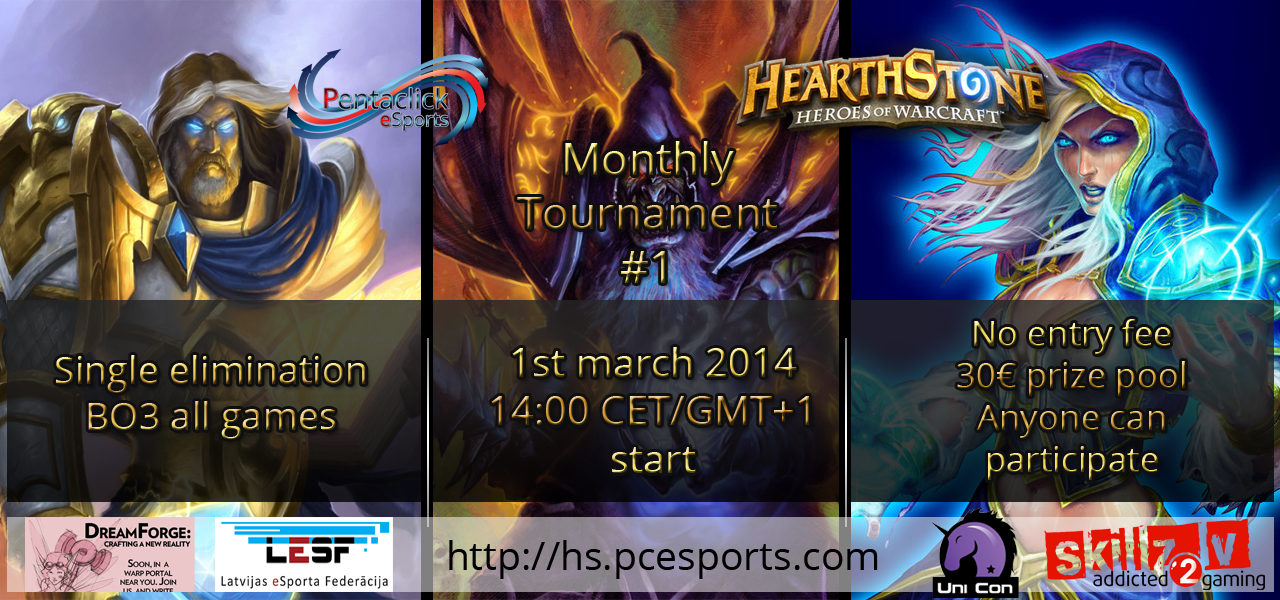 Pentaclick
eSports
HEARTHSTONE
HEROES OF WARCRAFT
Monthly
Tournament
#1
Single elimination
BO3 all games
1st march 2014
14:00 CET/GMT+1
start
No entry fee
30€ prize pool
Anyone can
participate
DREAMFORGE:
CRAFTING A NEW REALITY
SOON, IN A
WARP PORTAL
NEAR YOU. JOIN
US, AND WRITE
LESF
Latvijas eSporta Federācija
http://hs.pcesports.com
Uni Con
Skillz V
addicted 2 gaming